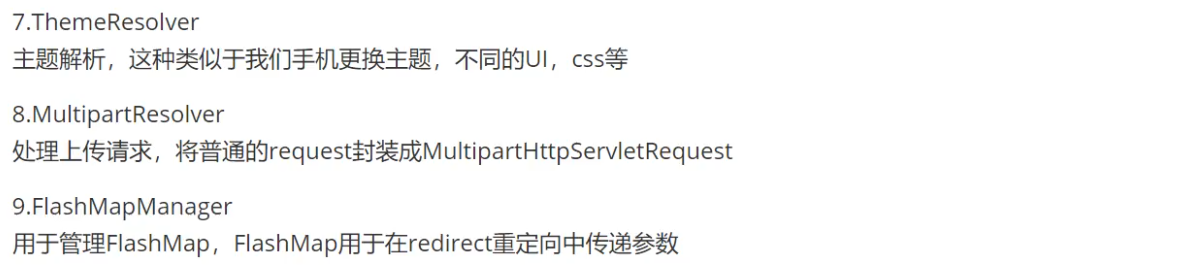 7.ThemeResolver
主题解析，这种类似于我们手机更换主题，不同的UI，css等
8.MultipartResolver
处理上传请求，将普通的request封装成MultipartHttpServletRequest
9.FlashMapManager
用于管理FlashMap，FlashMap用于在redirect重定向中传递参数